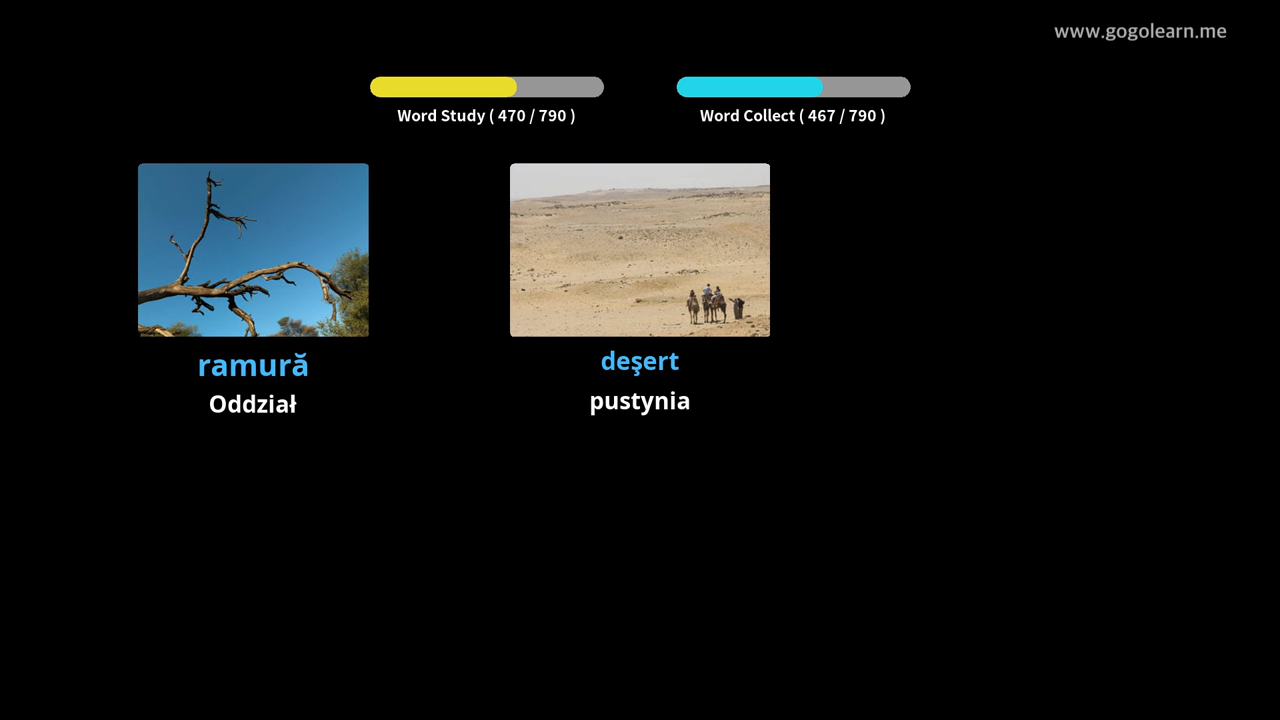 www.gogolearn.me
Word Study ( 470 / 790 )
Word Collect ( 467 / 790 )
ramură
Oddział
deşert
pustynia